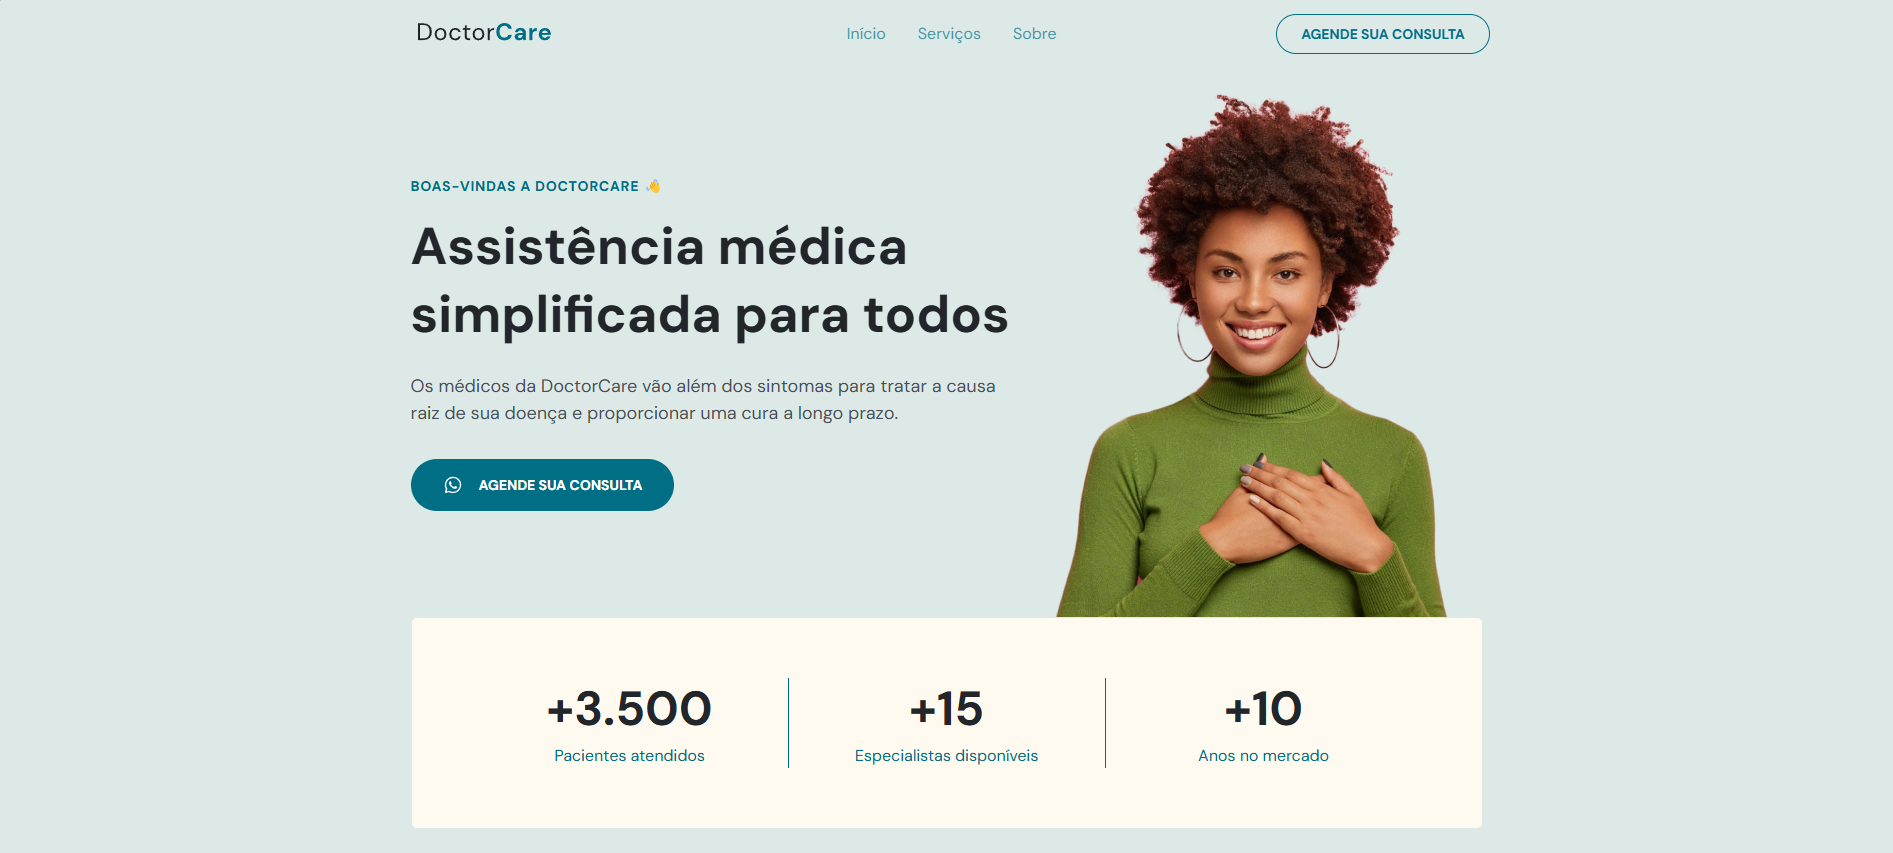 DoctorCare
Início Serviços Sobre
AGENDE SUA CONSULTA
BOAS-VINDAS A DOCTORCARE 👋
Assistência médica
simplificada para todos
Os médicos da DoctorCare vão além dos sintomas para tratar a causa
raiz de sua doença e proporcionar uma cura a longo prazo.
AGENDE SUA CONSULTA
+3.500
Pacientes atendidos
+15
Especialistas disponíveis
+10
Anos no mercado